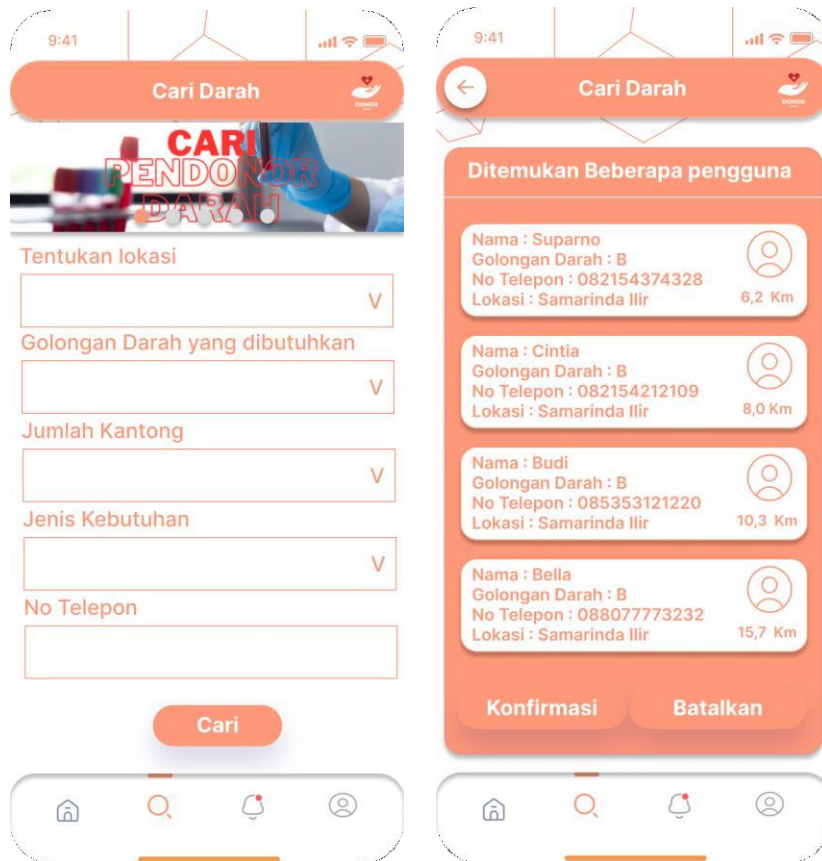 9:41
Cari Darah
DONOR
CARI
PENDONOR
DARAH
Tentukan lokasi
V
Golongan Darah yang dibutuhkan
V
Jumlah Kantong
V
Jenis Kebutuhan
V
No Telepon
Cari
9:41
Cari Darah
DONOR
Ditemukan Beberapa pengguna
Nama : Suparno
Golongan Darah : B
No Telepon : 082154374328
Lokasi : Samarinda Ilir
6,2 Km
Nama : Cintia
Golongan Darah : B
No Telepon : 082154212109
Lokasi : Samarinda Ilir
8,0 Km
Nama : Budi
Golongan Darah : B
No Telepon : 085353121220
Lokasi : Samarinda Ilir
10,3 Km
Nama : Bella
Golongan Darah : B
No Telepon : 088077773232
Lokasi : Samarinda Ilir
15,7 Km
Konfirmasi
Batalkan